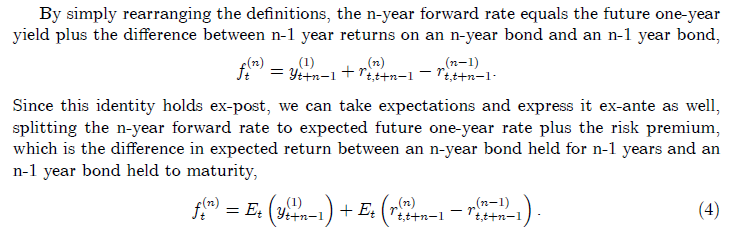 By simply rearranging the definitions, the n-year forward rate equals the future one-year
yield plus the difference between n-1 year returns on an n-year bond and an n-1 year bond,
f_t^{(n)} = y_{t+n-1}^{(1)} + r_{t,t+n-1}^{(n)} − r_{t,t+n-1}^{(n-1)}.
Since this identity holds ex-post, we can take expectations and express it ex-ante as well,
splitting the n-year forward rate to expected future one-year rate plus the risk premium,
which is the difference in expected return between an n-year bond held for n-1 years and an
n-1 year bond held to maturity,
f_t^{(n)} = E_t (y_{t+n-1}^{(1)}) + E_t (r_{t,t+n-1}^{(n)} − r_{t,t+n-1}^{(n-1)}). (4)